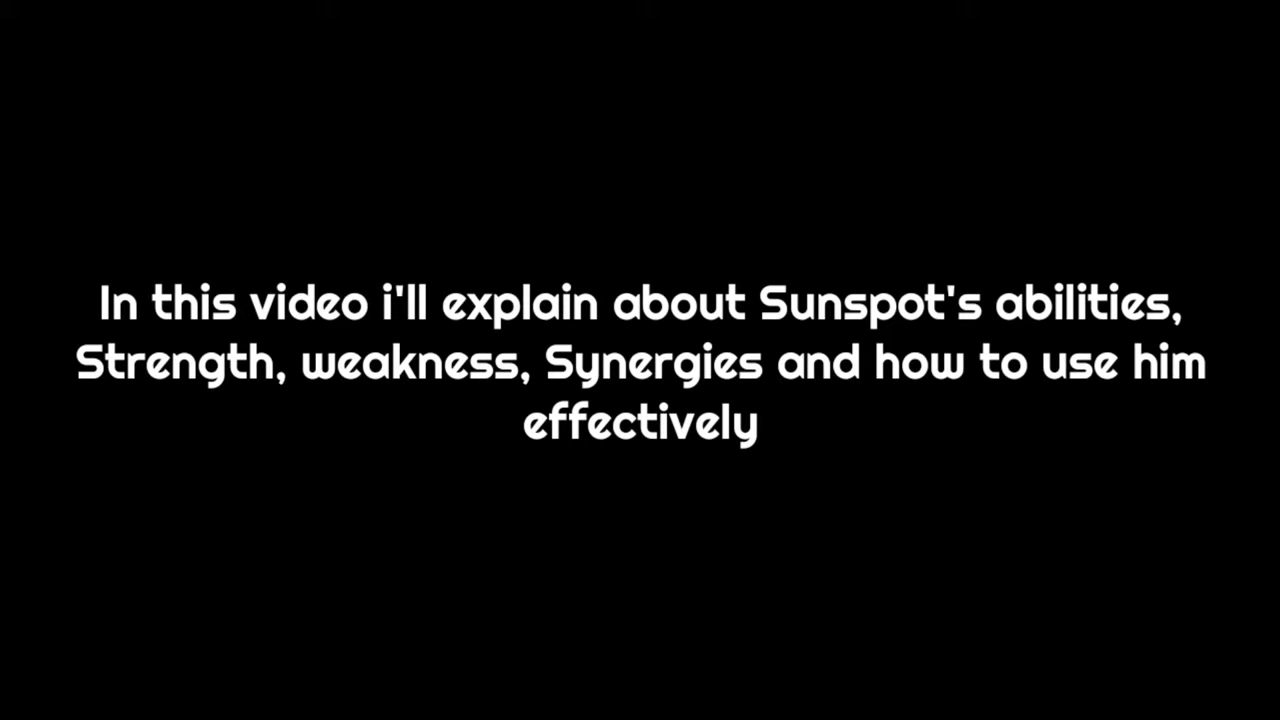 In this video i'll explain about Sunspot's abilities,
Strength, weakness, Synergies and how to use him
effectively